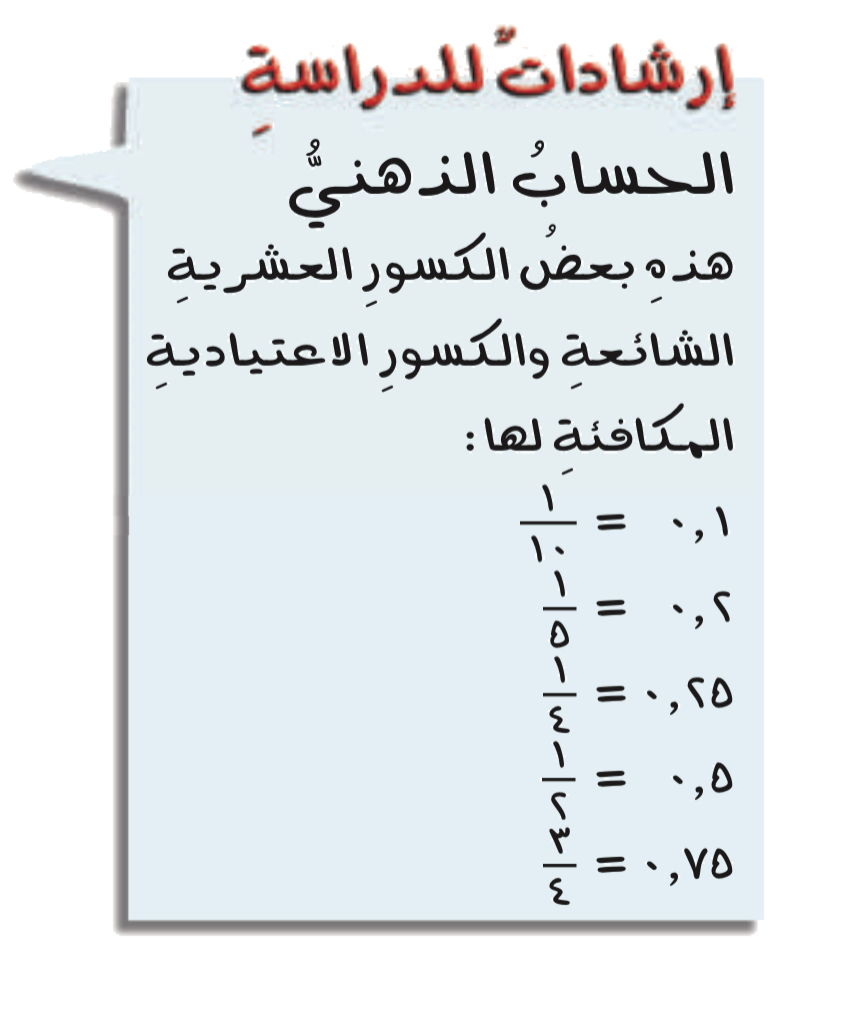 إرشاداتٌ للدراسةِ
الحسابُ الذهنيُّ
هذهِ بعضُ الكسورِ العشريةِ
الشائعةِ والكسورِ الاعتياديةِ
المكافئةِ لها:
٠,١ = ١/١٠
٠,٢ = ١/٥
٠,٢٥ = ١/٤
٠,٥ = ١/٢
٠,٧٥ = ٣/٤